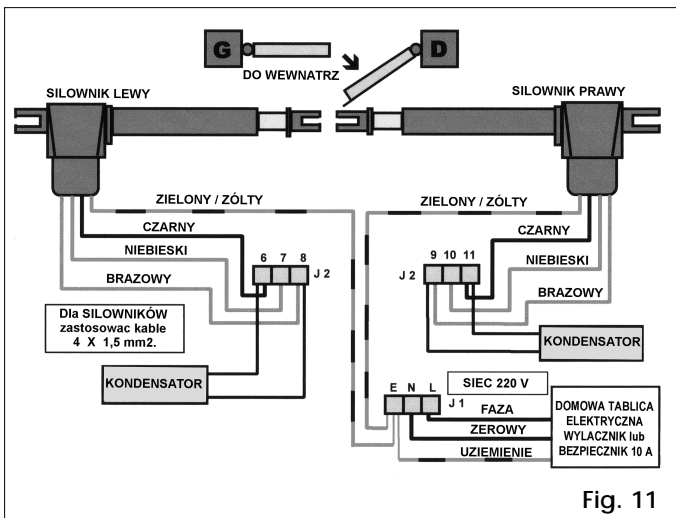 G
D
DO WEWNATRZ
SILOWNIK LEWY
SILOWNIK PRAWY
ZIELONY / ZÓLTY
ZIELONY / ZÓLTY
CZARNY
CZARNY
NIEBIESKI
6 7 8
J 2
9 10 11
J 2
NIEBIESKI
BRAZOWY
BRAZOWY
Dla SILOWNIKÓW
zastosowac kable
4 X 1,5 mm2.
KONDENSATOR
KONDENSATOR
E N L
J 1
SIEC 220 V
FAZA
ZEROWY
UZIEMIENIE
DOMOWA TABLICA
ELEKTRYCZNA
WYLACZNIK lub
BEZPIECZNIK 10 A
Fig. 11